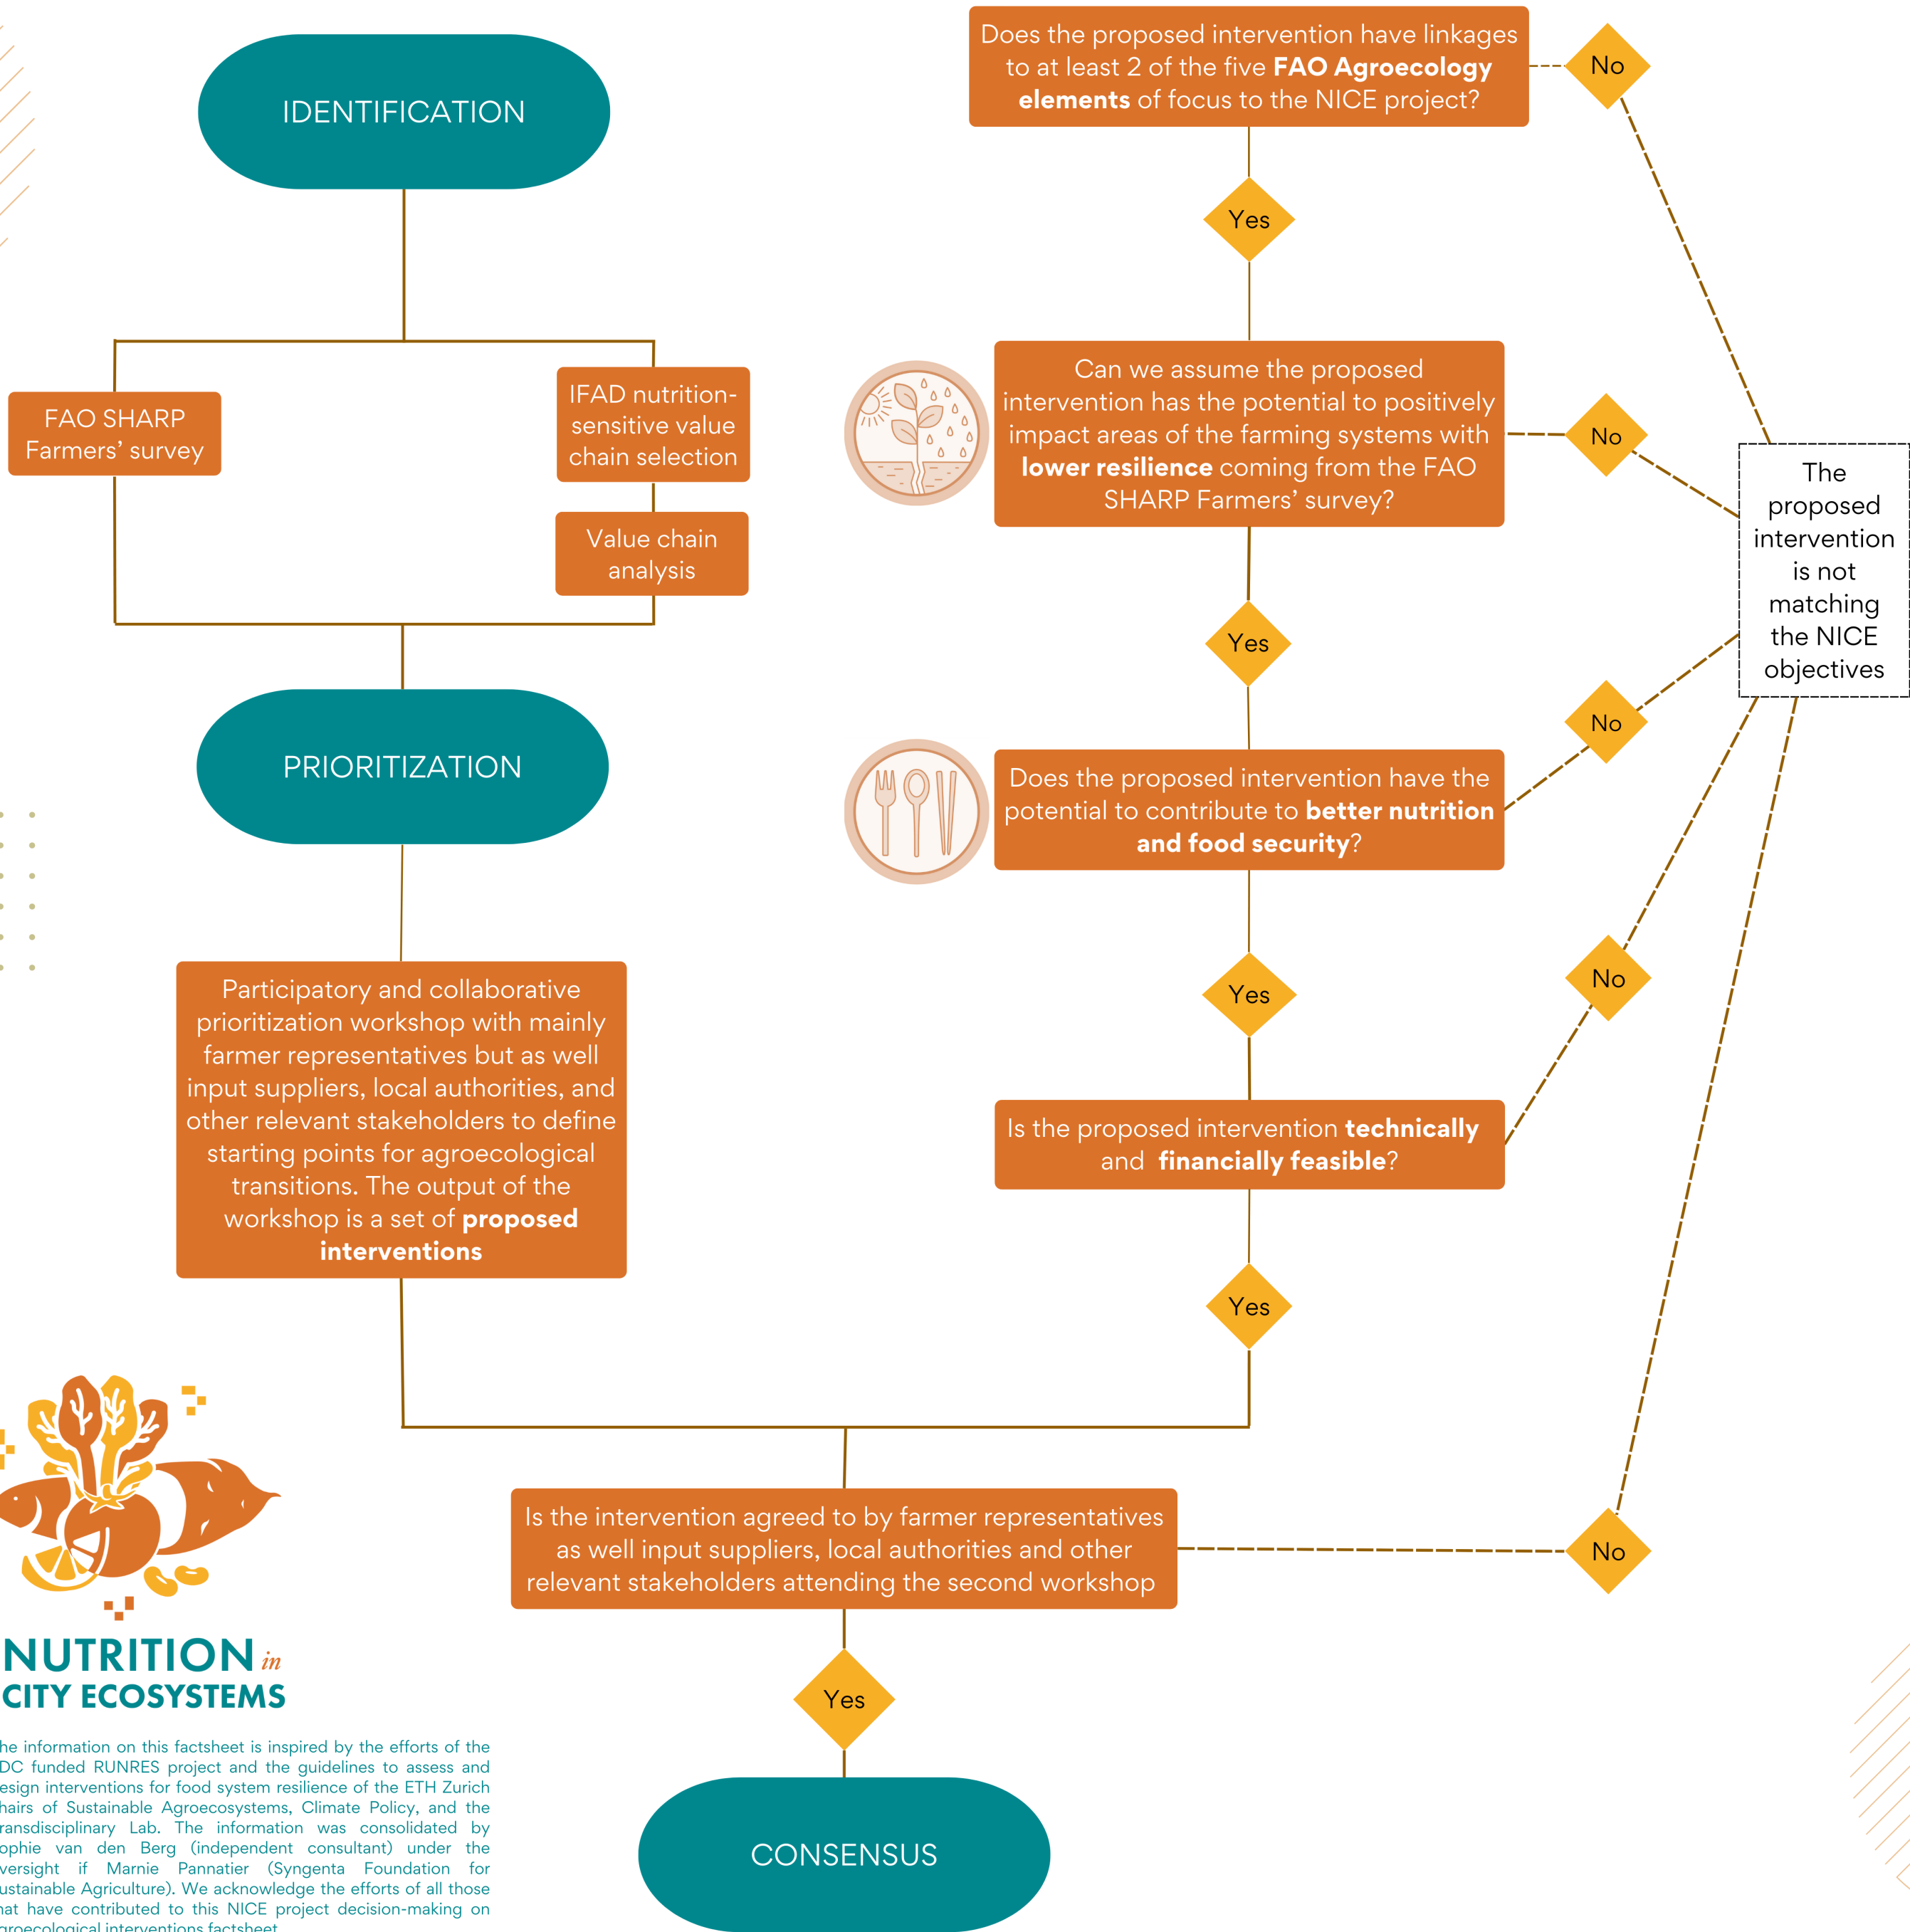 IDENTIFICATION
FAO SHARP
Farmers' survey
IFAD nutrition-
sensitive value
chain selection
Value chain
analysis
PRIORITIZATION
Participatory and collaborative
prioritization workshop with mainly
farmer representatives but as well
input suppliers, local authorities, and
other relevant stakeholders to define
starting points for agroecological
transitions. The output of the
workshop is a set of proposed
interventions
Does the proposed intervention have linkages
to at least 2 of the five FAO Agroecology
elements of focus to the NICE project?
No
Yes
Can we assume the proposed
intervention has the potential to positively
impact areas of the farming systems with
lower resilience coming from the FAO
SHARP Farmers' survey?
No
Yes
Does the proposed intervention have the
potential to contribute to better nutrition
and food security?
No
Yes
Is the proposed intervention technically
and financially feasible?
No
Yes
The
proposed
intervention
is not
matching
the NICE
objectives
Is the intervention agreed to by farmer representatives
as well input suppliers, local authorities and other
relevant stakeholders attending the second workshop
No
Yes
CONSENSUS
NUTRITION in
CITY ECOSYSTEMS
he information on this factsheet is inspired by the efforts of the
DC funded RUNRES project and the guidelines to assess and
esign interventions for food system resilience of the ETH Zurich
hairs of Sustainable Agroecosystems, Climate Policy, and the
ransdisciplinary Lab. The information was consolidated by
ophie van den Berg (independent consultant) under the
versight if Marnie Pannatier (Syngenta Foundation for
ustainable Agriculture). We acknowledge the efforts of all those
hat have contributed to this NICE project decision-making on
groecological interventions factsheet